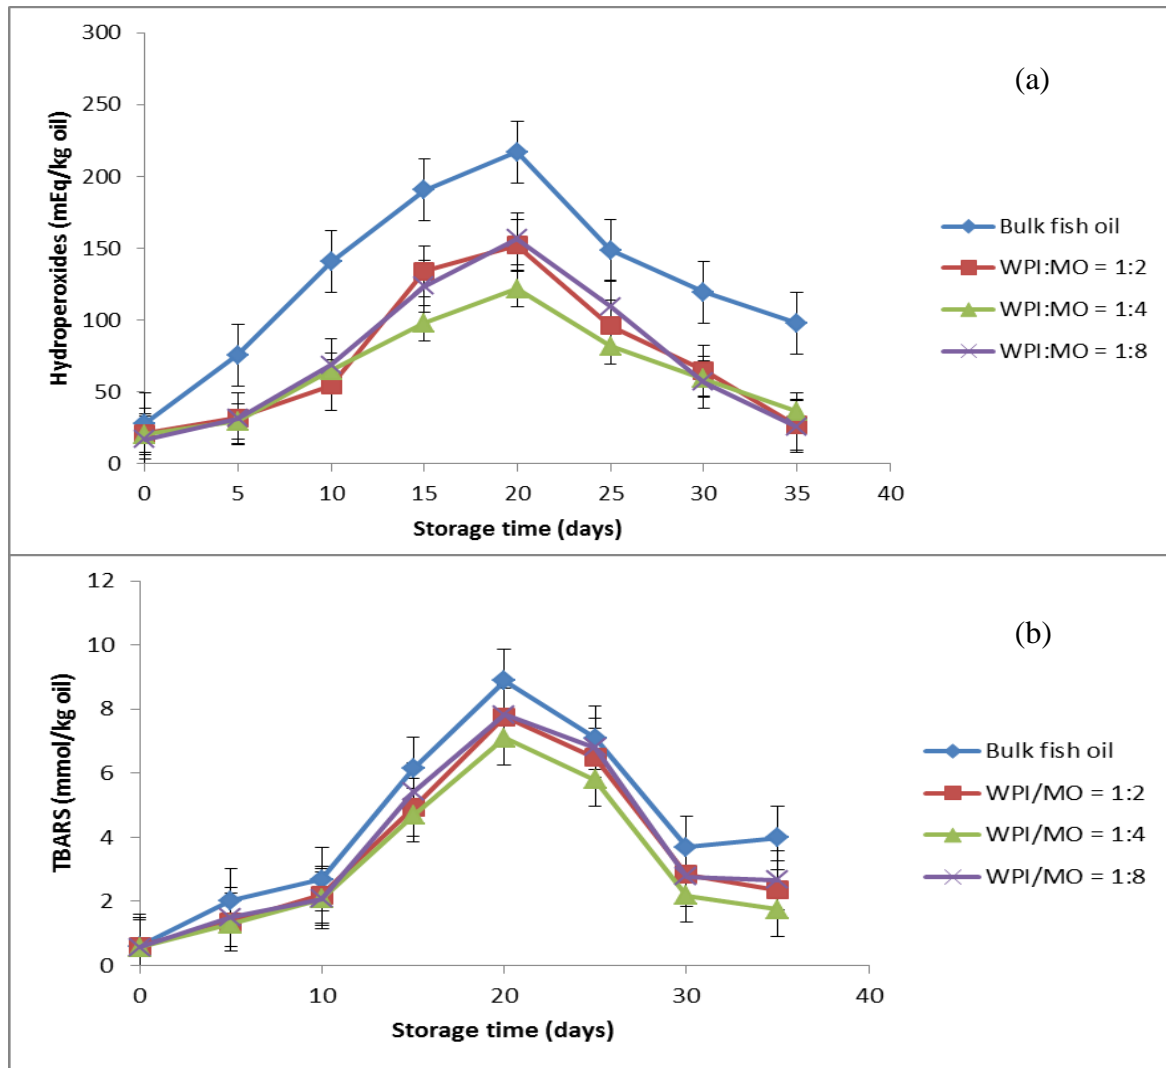 (a)
300
250
200
150
100
50
0
Hydroperoxides (mEq/kg oil)
0 5 10 15 20 25 30 35 40
Storage time (days)
Bulk fish oil
WPI:MO = 1:2
WPI:MO = 1:4
WPI:MO = 1:8
(b)
12
10
8
6
4
2
0
TBARS (mmol/kg oil)
0 10 20 30 40
Storage time (days)
Bulk fish oil
WPI/MO = 1:2
WPI/MO = 1:4
WPI/MO = 1:8